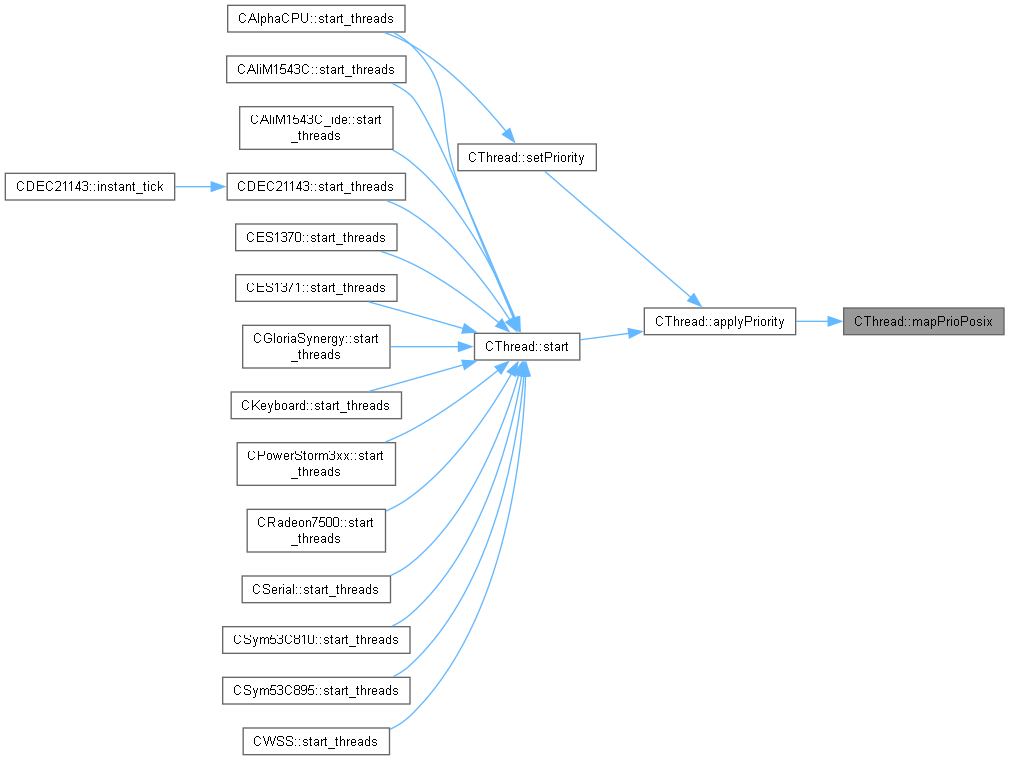 CAlphaCPU::start_threads
CAliM1543C::start_threads
CAliM1543C_ide::start
_threads
CThread::setPriority
CDEC21143::instant_tick
CDEC21143::start_threads
CES1370::start_threads
CES1371::start_threads
CThread::applyPriority
CThread::mapPrioPosix
CGloriaSynergy::start
_threads
CThread::start
CKeyboard::start_threads
CPowerStorm3xx::start
_threads
CRadeon7500::start
_threads
CSerial::start_threads
CSym53C810::start_threads
CSym53C895::start_threads
CWSS::start_threads